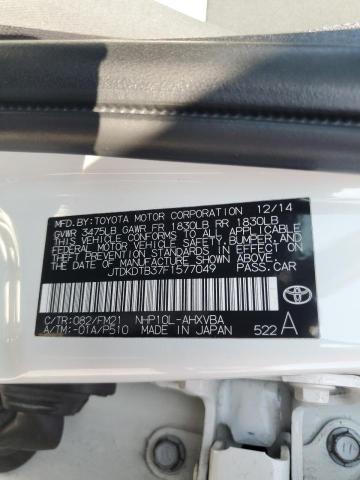 MFD.BY:TOYOTA MOTOR CORPORATION 12/14
GVWR 3475LB GAWR FR 1830LB RR 1830LB
THIS VEHICLE CONFORMS TO ALL APPLICABLE
FEDERAL MOTOR VEHICLE SAFETY, BUMPER, AND
THEFT PREVENTION STANDARDS IN EFFECT ON
THE DATE OF MANUFACTURE SHOWN ABOVE.
JTDKDTB37F1577049 PASS.CAR
C/TR:082/FM21 NHP10L-AHXVBA
A/TM:-01A/P510 MADE IN JAPAN 522 A